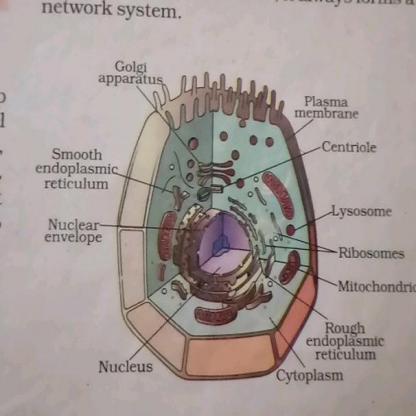 network system.
Golgi
apparatus
Plasma
membrane
Centriole
Smooth
endoplasmic
reticulum
Lysosome
Nuclear
envelope
Ribosomes
Mitochondri
Rough
endoplasmic
reticulum
Nucleus
Cytoplasm